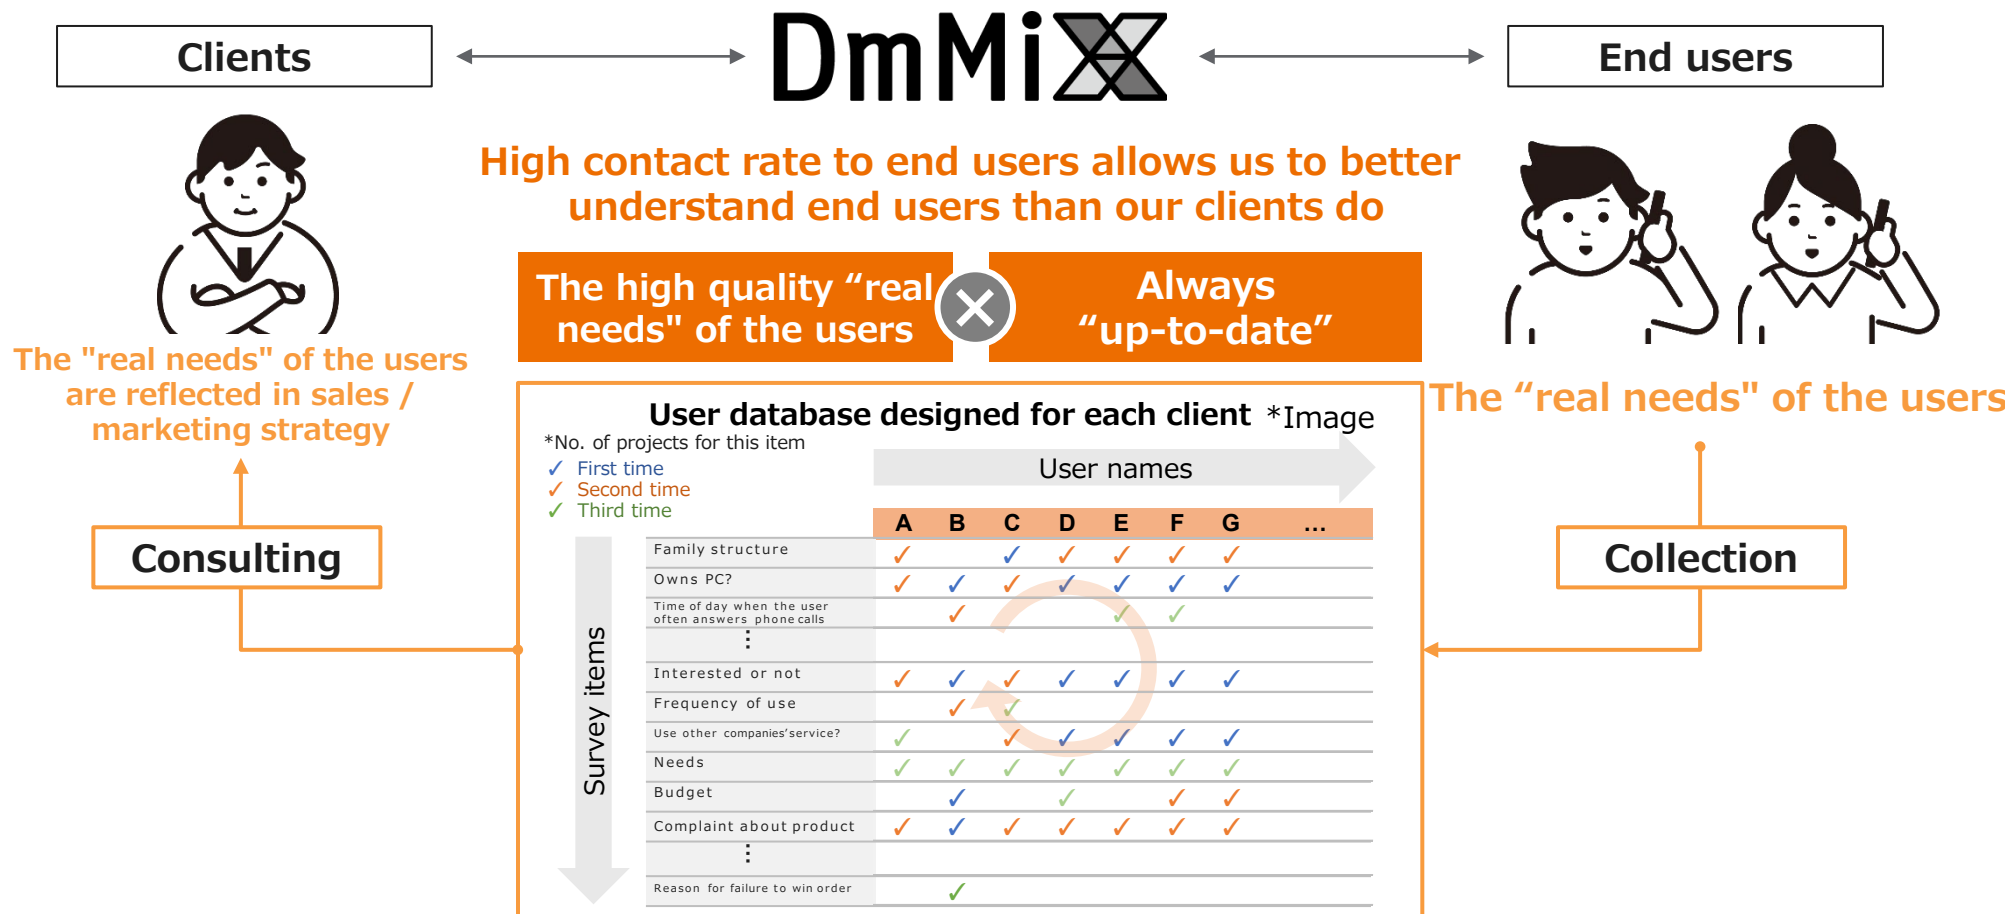 Clients
DmMiX
End users
High contact rate to end users allows us to better
understand end users than our clients do
The high quality “real
needs" of the users
Always
“up-to-date”
The "real needs" of the users
are reflected in sales /
marketing strategy
The “real needs" of the users
Consulting
Collection
User database designed for each client *Image
*No. of projects for this item
✓ First time
✓ Second time
✓ Third time
User names
A B C D E F G ...
Survey items
Family structure ✓ ✓ ✓ ✓ ✓ ✓
Owns PC? ✓ ✓ ✓ ✓ ✓ ✓ ✓
Time of day when the user
often answers phone calls ✓ ✓ ✓
⋮
Interested or not ✓ ✓ ✓ ✓ ✓ ✓ ✓
Frequency of use ✓ ✓
Use other companies’service? ✓ ✓ ✓ ✓ ✓ ✓
Needs ✓ ✓ ✓ ✓ ✓ ✓ ✓
Budget ✓ ✓ ✓ ✓
Complaint about product ✓ ✓ ✓ ✓ ✓ ✓ ✓
⋮
Reason for failure to win order ✓